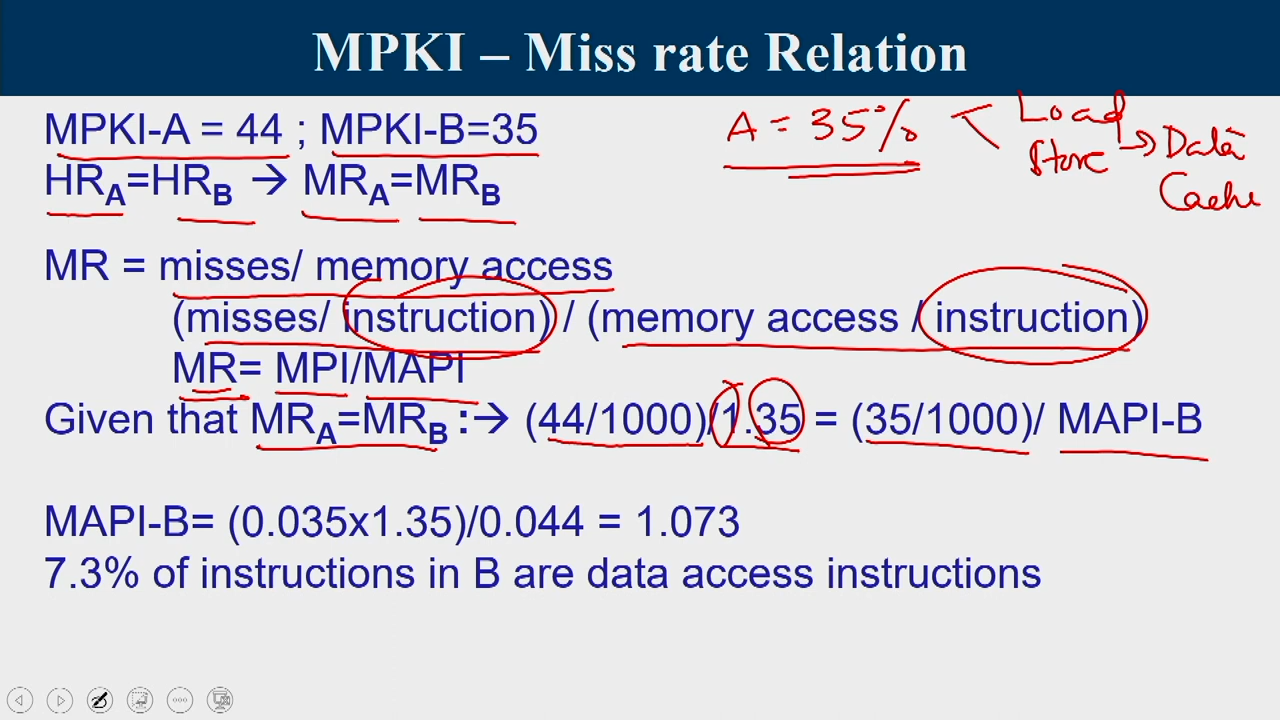 MPKI – Miss rate Relation
MPKI-A = 44 ; MPKI-B=35
A = 35% < Load
Store → Data
Cache
HRA=HRB → MRA=MRB
MR = misses/ memory access
(misses/ instruction) / (memory access / instruction)
MR= MPI/MAPI
Given that MRA=MRB :→ (44/1000)/1.35 = (35/1000)/ MAPI-B
MAPI-B= (0.035x1.35)/0.044 = 1.073
7.3% of instructions in B are data access instructions